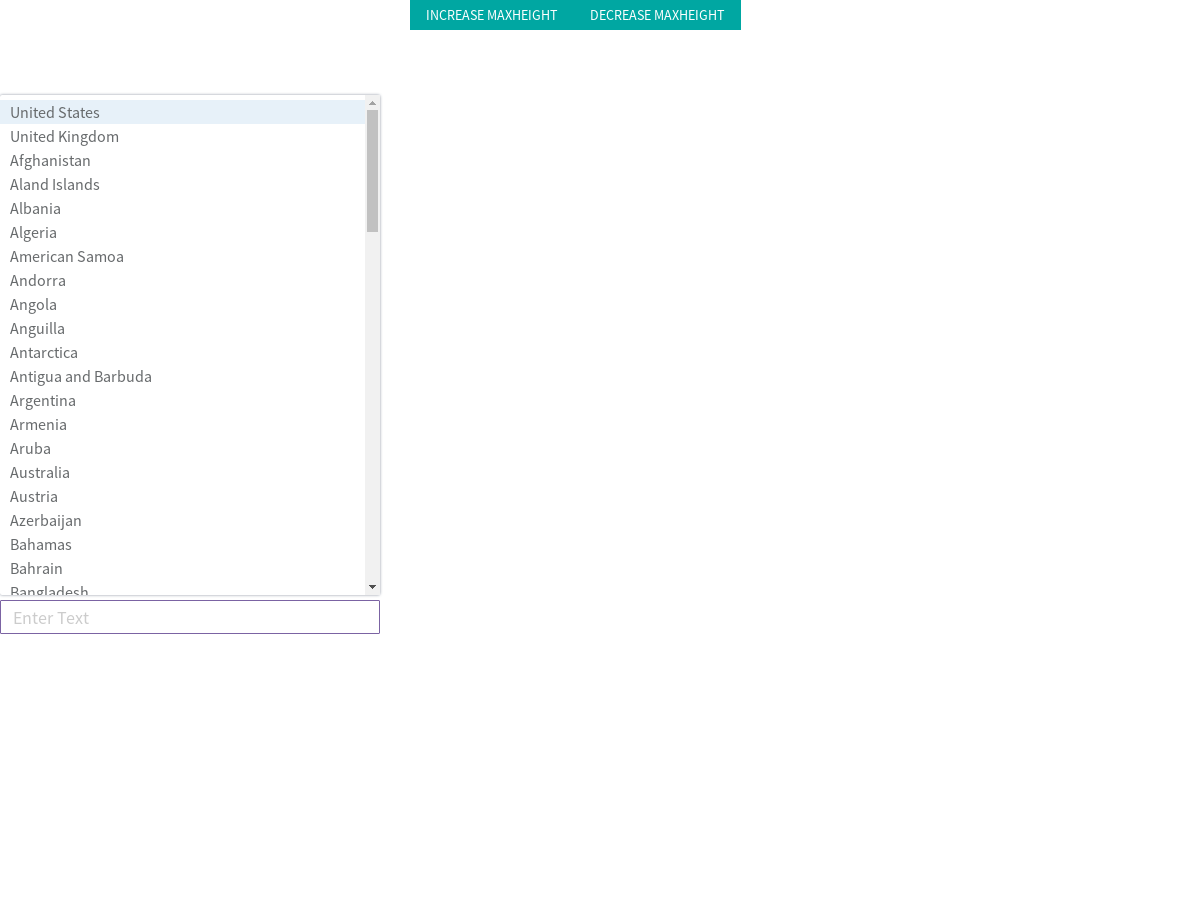 INCREASE MAXHEIGHT DECREASE MAXHEIGHT
United States
United Kingdom
Afghanistan
Aland Islands
Albania
Algeria
American Samoa
Andorra
Angola
Anguilla
Antarctica
Antigua and Barbuda
Argentina
Armenia
Aruba
Australia
Austria
Azerbaijan
Bahamas
Bahrain
Bangladesh
Enter Text